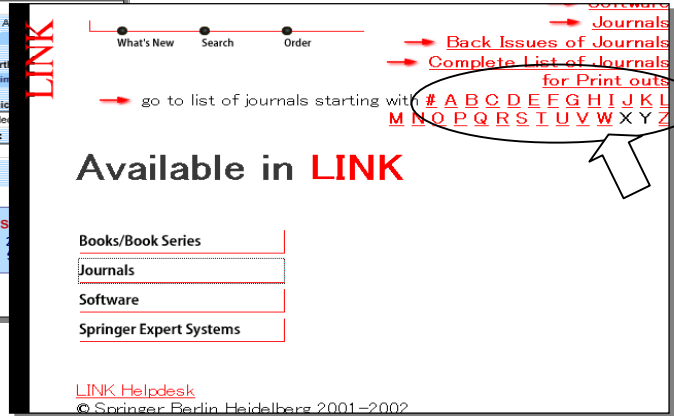 Software
Journals
Back Issues of Journals
Complete List of Journals
for Print outs
LINK
What's New Search Order
go to list of journals starting with # A B C D E F G H I J K L
M N O P Q R S T U V W X Y Z
Available in LINK
Books/Book Series
Journals
Software
Springer Expert Systems
LINK Helpdesk
© Springer Berlin Heidelberg 2001-2002